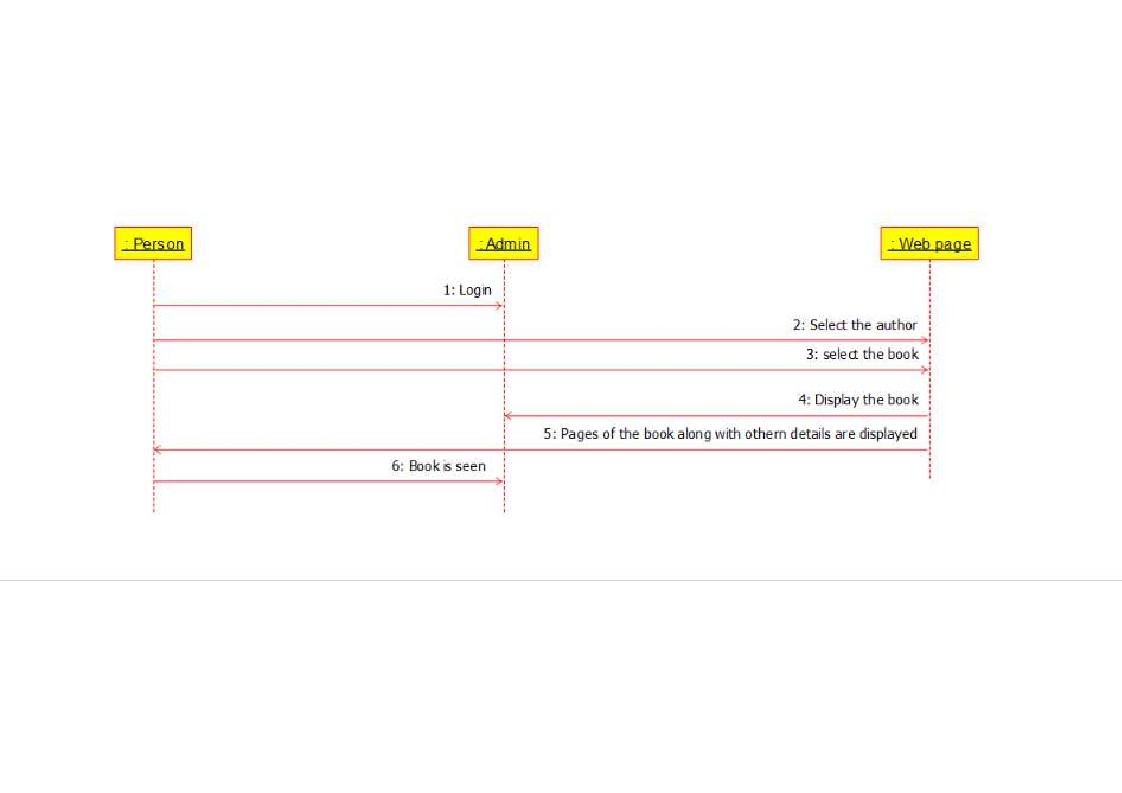 : Person
: Admin
: Web page
1: Login
2: Select the author
3: select the book
4: Display the book
5: Pages of the book along with othern details are displayed
6: Book is seen